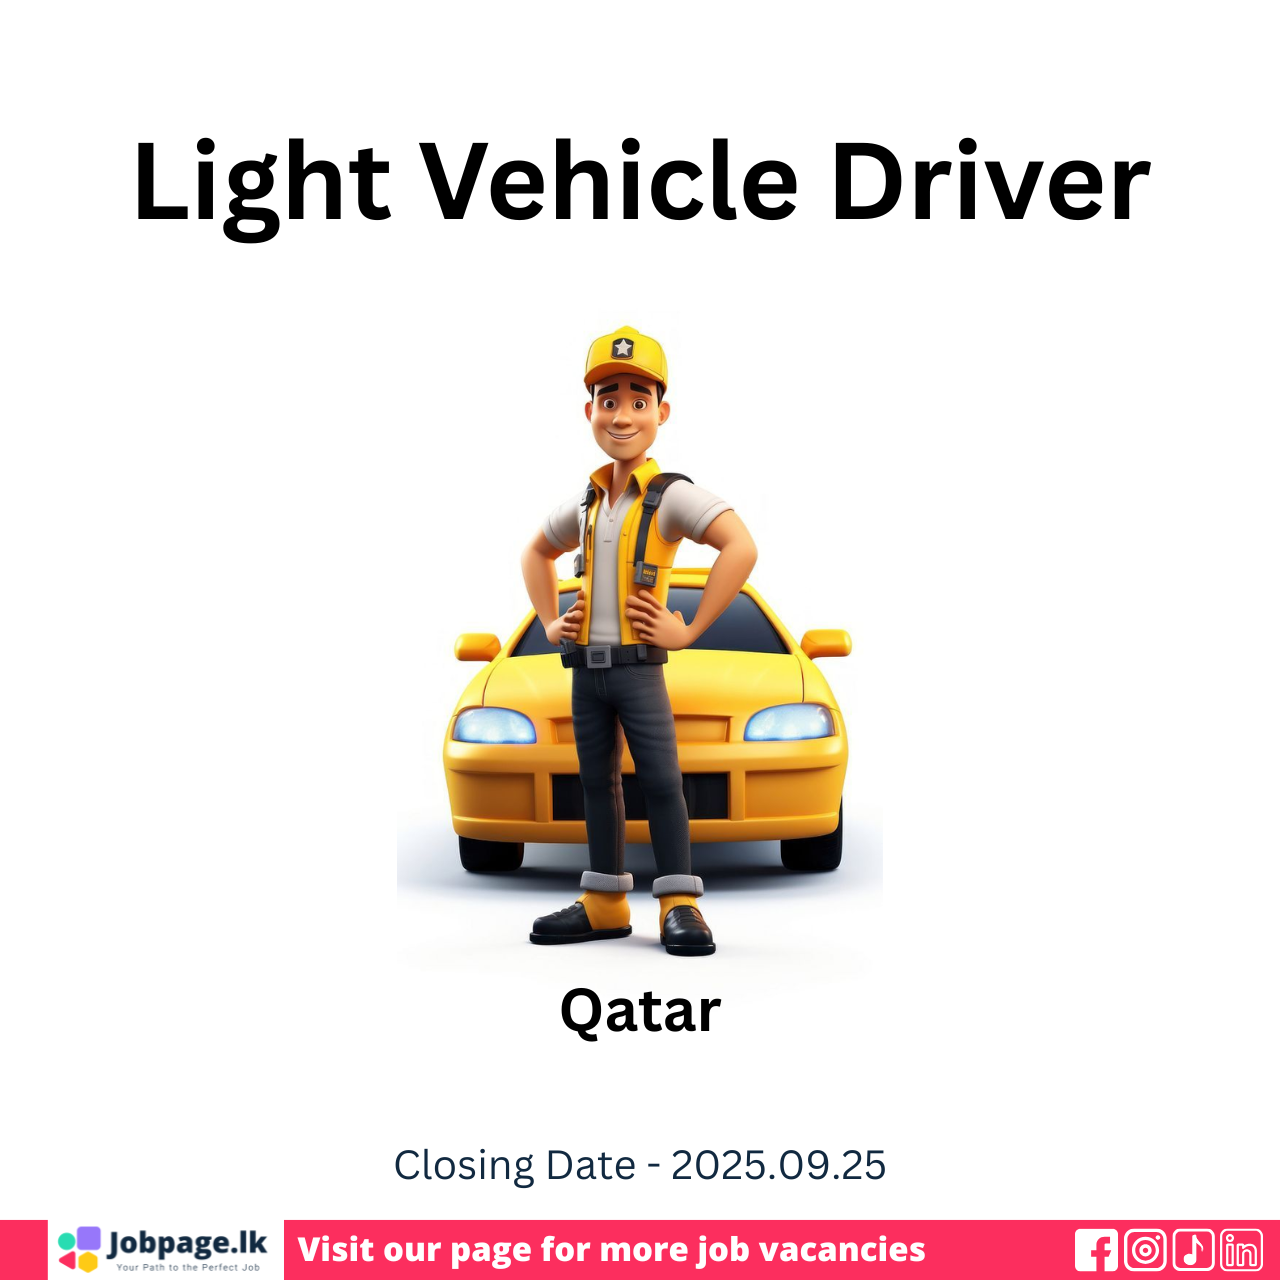 Light Vehicle Driver
Qatar
Closing Date - 2025.09.25
Jobpage.lk
Your Path to the Perfect Job
Visit our page for more job vacancies
in